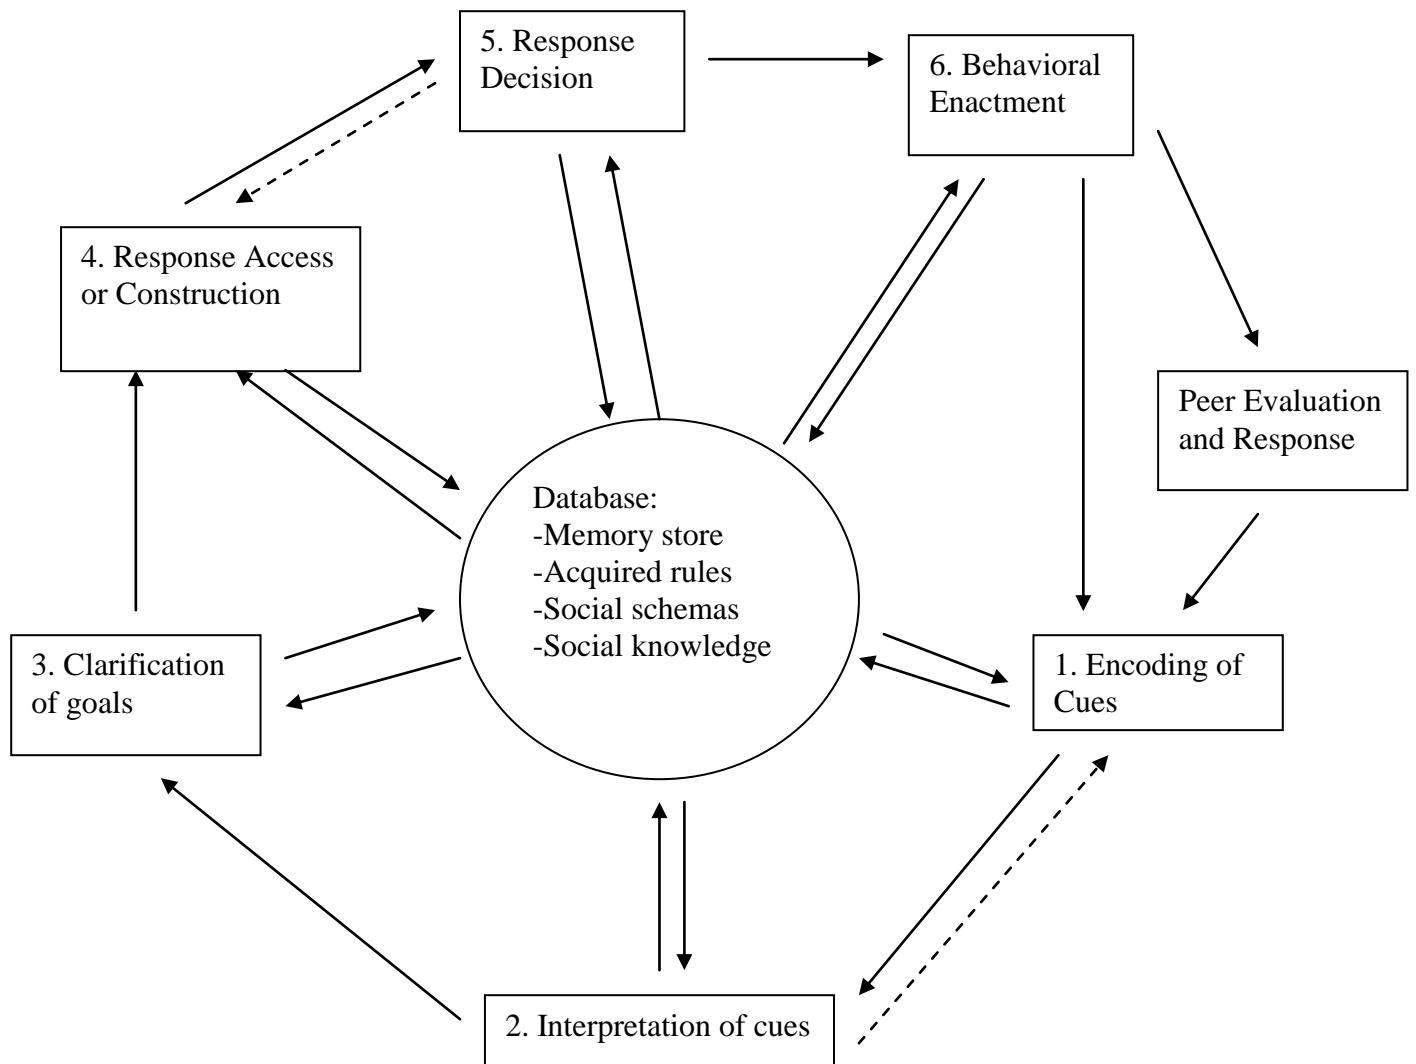 5. Response
Decision
6. Behavioral
Enactment
4. Response Access
or Construction
Peer Evaluation
and Response
Database:
-Memory store
-Acquired rules
-Social schemas
-Social knowledge
3. Clarification
of goals
1. Encoding of
Cues
2. Interpretation of cues